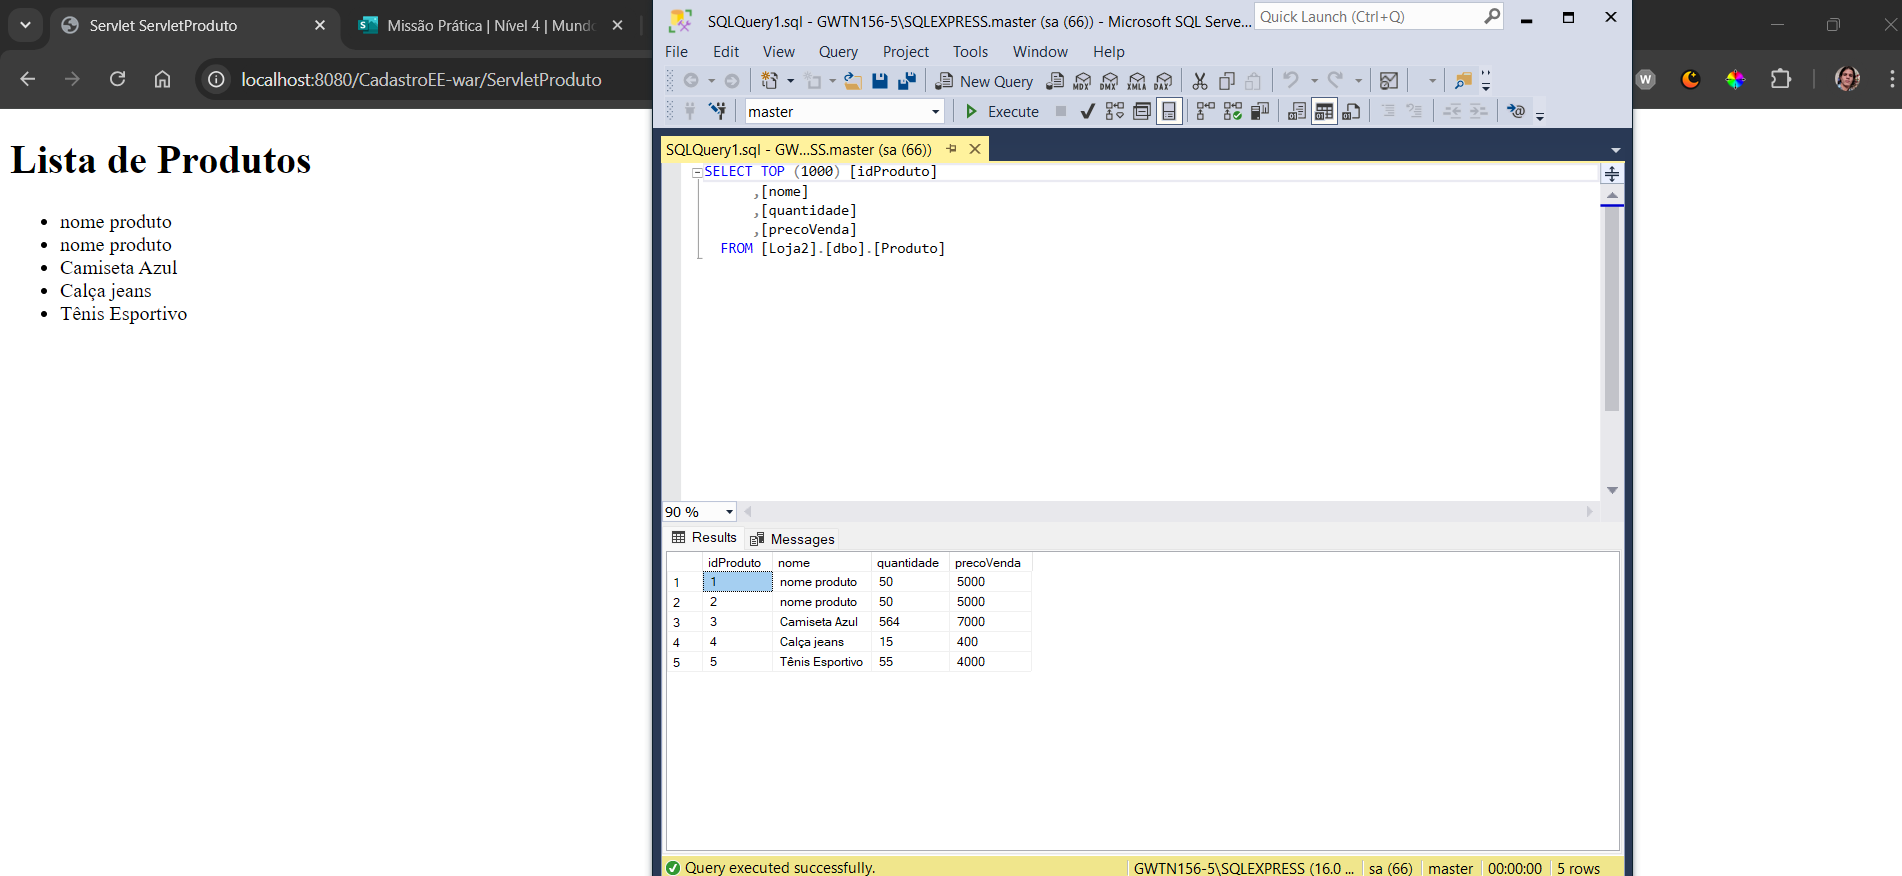 Servlet ServletProduto
Missão Prática | Nível 4 | Mund
localhost:8080/CadastroEE-war/ServletProduto
Lista de Produtos
nome produto
nome produto
Camiseta Azul
Calça jeans
Tênis Esportivo
SQLQuery1.sql - GWTN156-5\SQLEXPRESS.master (sa (66)) - Microsoft SQL Serve...
Quick Launch (Ctrl+Q)
File Edit View Query Project Tools Window Help
New Query MDX DMX XMLA DAX
master Execute
SQLQuery1.sql - GW...SS.master (sa (66))
SELECT TOP (1000) [idProduto]
,[nome]
,[quantidade]
,[precoVenda]
FROM [Loja2].[dbo].[Produto]
90 %
Results Messages
idProduto nome quantidade precoVenda
1 1 nome produto 50 5000
2 2 nome produto 50 5000
3 3 Camiseta Azul 564 7000
4 4 Calça jeans 15 400
5 5 Tênis Esportivo 55 4000
Query executed successfully. GWTN156-5\SQLEXPRESS (16.0 ... sa (66) master 00:00:00 5 rows
W